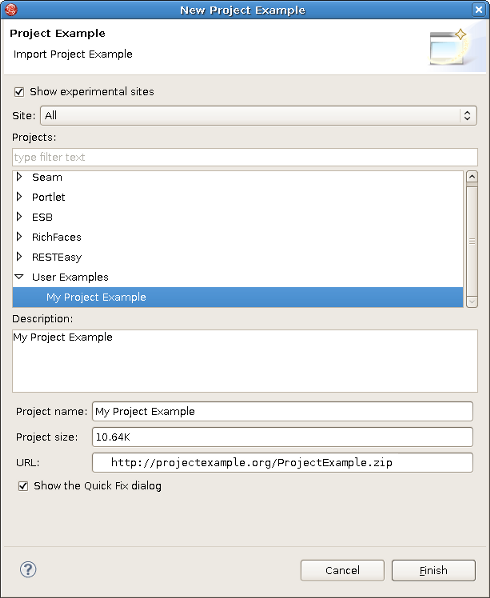 New Project Example
Project Example
Import Project Example
Show experimental sites
Site: All
Projects:
type filter text
Seam
Portlet
ESB
RichFaces
RESTEasy
User Examples
My Project Example
Description:
My Project Example
Project name: My Project Example
Project size: 10.64K
URL: http://projectexample.org/ProjectExample.zip
Show the Quick Fix dialog
? Cancel Finish